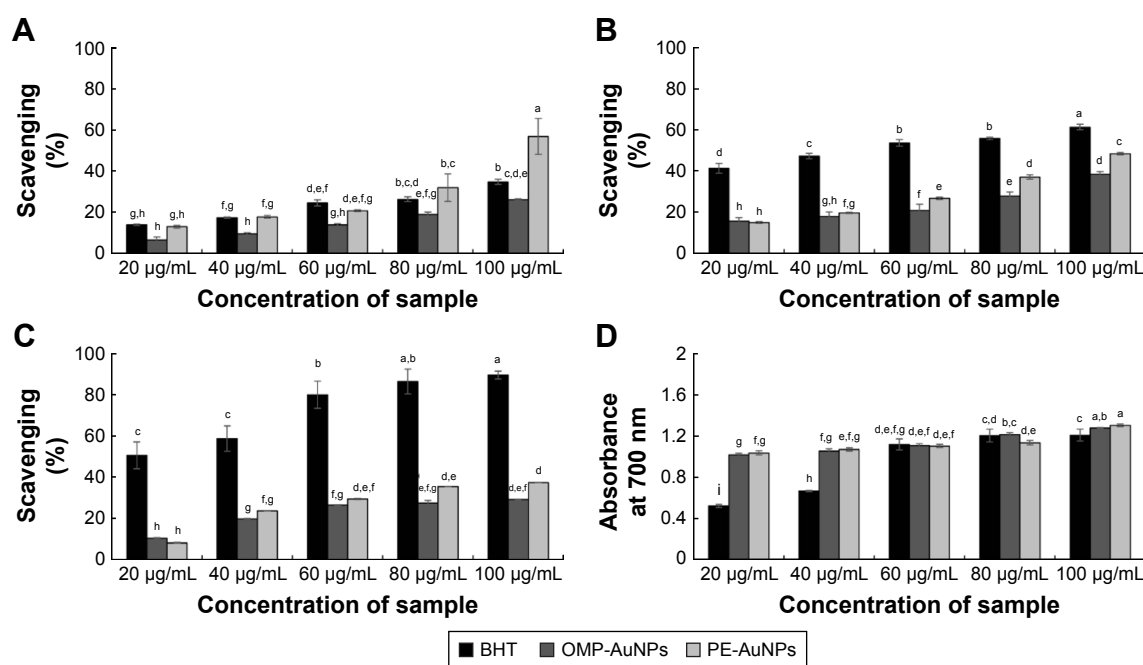 A
Scavenging
(%)
100
80
60
40
20
0
g,h
h
g,h
f,g
h
f,g
d,e,f
g,h
d,e,f,g
b,c,d
e,f,g
b,c
b
c,d,e
a
20 µg/mL 40 µg/mL 60 µg/mL 80 µg/mL 100 µg/mL
Concentration of sample
B
Scavenging
(%)
100
80
60
40
20
0
d
h
h
c
g,h
f,g
b
f
e
b
e
d
a
d
c
20 µg/mL 40 µg/mL 60 µg/mL 80 µg/mL 100 µg/mL
Concentration of sample
C
Scavenging
(%)
100
80
60
40
20
0
c
h
h
c
g
f,g
b
f,g
d,e,f
a,b
e,f,g
d,e
a
d,e,f
d
20 µg/mL 40 µg/mL 60 µg/mL 80 µg/mL 100 µg/mL
Concentration of sample
D
Absorbance
at 700 nm
2
1.6
1.2
0.8
0.4
0
i
g
f,g
h
f,g
e,f,g
d,e,f,g
d,e,f
d,e,f
c,d
b,c
d,e
c
a,b
a
20 µg/mL 40 µg/mL 60 µg/mL 80 µg/mL 100 µg/mL
Concentration of sample
BHT OMP-AuNPs PE-AuNPs